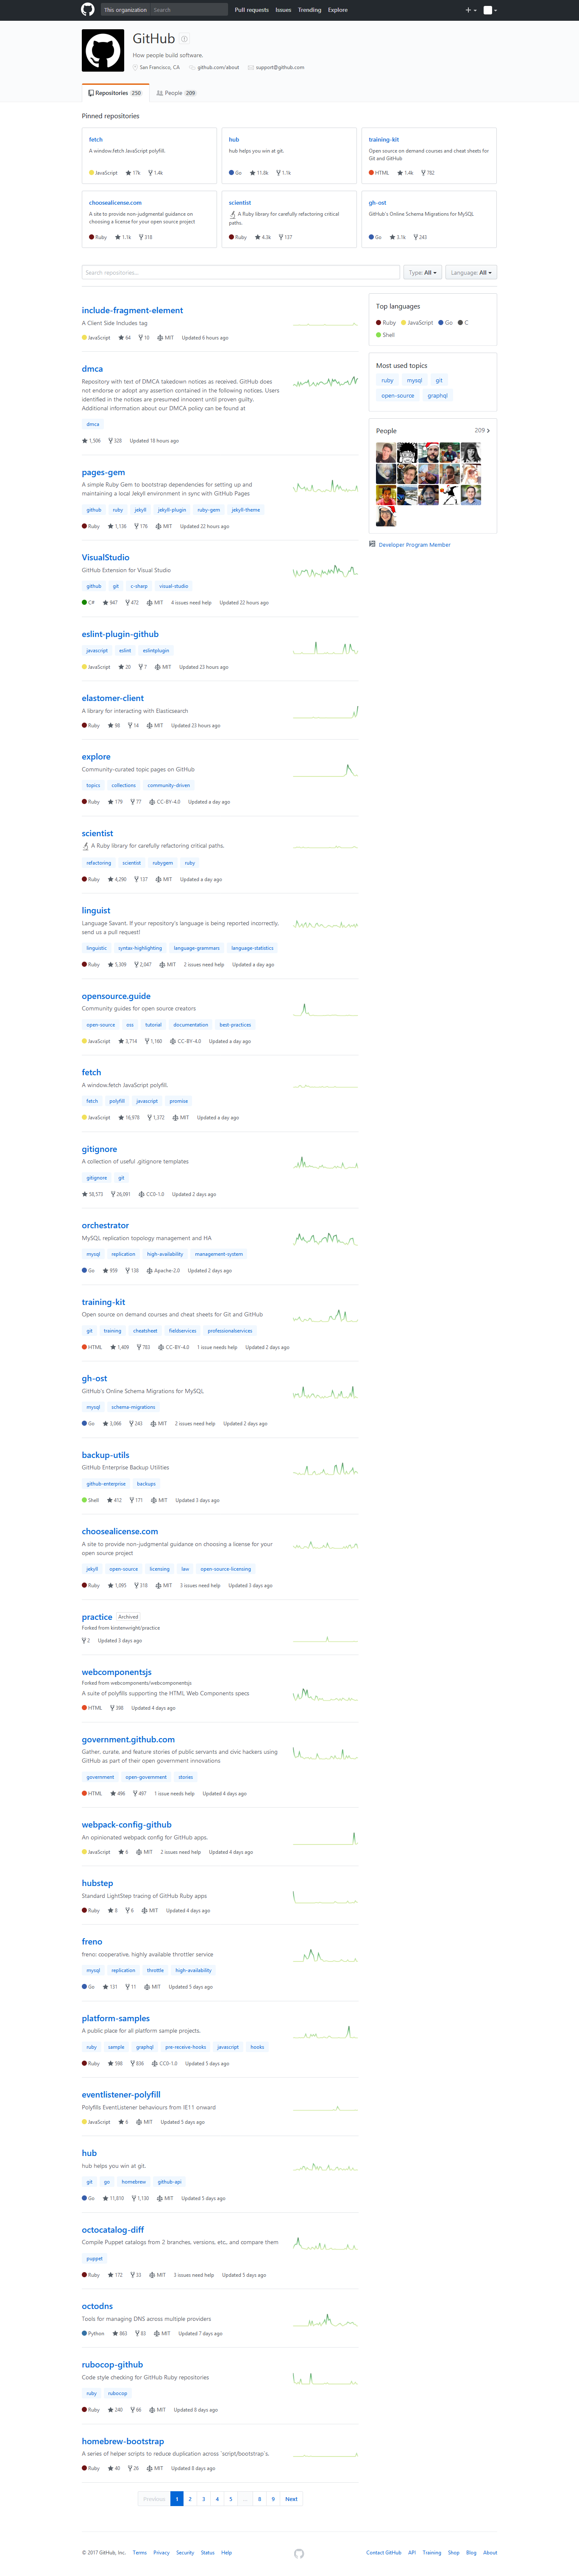 This organization Search Pull requests Issues Trending Explore
GitHub
How people build software.
San Francisco, CA github.com/about support@github.com
Repositories 250 People 209
Pinned repositories
fetch
A window.fetch JavaScript polyfill.
JavaScript 17k 1.4k
hub
hub helps you win at git.
Go 11.8k 1.1k
training-kit
Open source on demand courses and cheat sheets for
Git and GitHub
HTML 1.4k 782
choosealicense.com
A site to provide non-judgmental guidance on
choosing a license for your open source project
Ruby 1.1k 318
scientist
A Ruby library for carefully refactoring critical
paths.
Ruby 4.3k 137
gh-ost
GitHub's Online Schema Migrations for MySQL
Go 3.1k 243
Search repositories... Type: All Language: All
include-fragment-element
A Client Side Includes tag
JavaScript 64 10 MIT Updated 6 hours ago
dmca
Repository with text of DMCA takedown notices as received. GitHub does
not endorse or adopt any assertion contained in the following notices. Users
identified in the notices are presumed innocent until proven guilty.
Additional information about our DMCA policy can be found at
dmca
1,506 328 Updated 18 hours ago
pages-gem
A simple Ruby Gem to bootstrap dependencies for setting up and
maintaining a local Jekyll environment in sync with GitHub Pages
github ruby jekyll jekyll-plugin ruby-gem jekyll-theme
Ruby 1,136 176 MIT Updated 22 hours ago
VisualStudio
GitHub Extension for Visual Studio
github git c-sharp visual-studio
C# 947 472 MIT 4 issues need help Updated 22 hours ago
eslint-plugin-github
javascript eslint eslintplugin
JavaScript 20 7 MIT Updated 23 hours ago
elastomer-client
A library for interacting with Elasticsearch
Ruby 98 14 MIT Updated 23 hours ago
explore
Community-curated topic pages on GitHub
topics collections community-driven
Ruby 179 77 CC-BY-4.0 Updated a day ago
scientist
A Ruby library for carefully refactoring critical paths.
refactoring scientist rubygem ruby
Ruby 4,290 137 MIT Updated a day ago
linguist
Language Savant. If your repository's language is being reported incorrectly,
send us a pull request!
linguistic syntax-highlighting language-grammars language-statistics
Ruby 5,309 2,047 MIT 2 issues need help Updated a day ago
opensource.guide
Community guides for open source creators
open-source oss tutorial documentation best-practices
JavaScript 3,714 1,160 CC-BY-4.0 Updated a day ago
fetch
A window.fetch JavaScript polyfill.
fetch polyfill javascript promise
JavaScript 16,978 1,372 MIT Updated a day ago
gitignore
A collection of useful .gitignore templates
gitignore git
58,573 26,091 CC0-1.0 Updated 2 days ago
orchestrator
MySQL replication topology management and HA
mysql replication high-availability management-system
Go 959 138 Apache-2.0 Updated 2 days ago
training-kit
Open source on demand courses and cheat sheets for Git and GitHub
git training cheatsheet fieldservices professionalservices
HTML 1,409 783 CC-BY-4.0 1 issue needs help Updated 2 days ago
gh-ost
GitHub's Online Schema Migrations for MySQL
mysql schema-migrations
Go 3,066 243 MIT 2 issues need help Updated 2 days ago
backup-utils
GitHub Enterprise Backup Utilities
github-enterprise backups
Shell 412 171 MIT Updated 3 days ago
choosealicense.com
A site to provide non-judgmental guidance on choosing a license for your
open source project
jekyll open-source licensing law open-source-licensing
Ruby 1,095 318 MIT 3 issues need help Updated 3 days ago
practice Archived
Forked from kirstenwright/practice
2 Updated 3 days ago
webcomponentsjs
Forked from webcomponents/webcomponentsjs
A suite of polyfills supporting the HTML Web Components specs
HTML 398 Updated 4 days ago
government.github.com
Gather, curate, and feature stories of public servants and civic hackers using
GitHub as part of their open government innovations
government open-government stories
HTML 496 497 1 issue needs help Updated 4 days ago
webpack-config-github
An opinionated webpack config for GitHub apps.
JavaScript 6 MIT 2 issues need help Updated 4 days ago
hubstep
Standard LightStep tracing of GitHub Ruby apps
Ruby 8 6 MIT Updated 4 days ago
freno
freno: cooperative, highly available throttler service
mysql replication throttle high-availability
Go 131 11 MIT Updated 5 days ago
platform-samples
A public place for all platform sample projects.
ruby sample graphql pre-receive-hooks javascript hooks
Ruby 598 836 CC0-1.0 Updated 5 days ago
eventlistener-polyfill
Polyfills EventListener behaviours from IE11 onward
JavaScript 6 MIT Updated 5 days ago
hub
hub helps you win at git.
git go homebrew github-api
Go 11,810 1,130 MIT Updated 5 days ago
octocatalog-diff
Compile Puppet catalogs from 2 branches, versions, etc., and compare them
puppet
Ruby 172 33 MIT 3 issues need help Updated 5 days ago
octodns
Tools for managing DNS across multiple providers
Python 863 83 MIT Updated 7 days ago
rubocop-github
Code style checking for GitHub Ruby repositories
ruby rubocop
Ruby 240 66 MIT Updated 8 days ago
homebrew-bootstrap
A series of helper scripts to reduce duplication across `script/bootstrap`s.
Ruby 40 28 MIT Updated 8 days ago
Previous 1 2 3 4 5 … 8 9 Next
Top languages
Ruby JavaScript Go C
Shell
Most used topics
ruby mysql git
open-source graphql
People 209
Developer Program Member
© 2017 GitHub, Inc. Terms Privacy Security Status Help
Contact GitHub API Training Shop Blog About